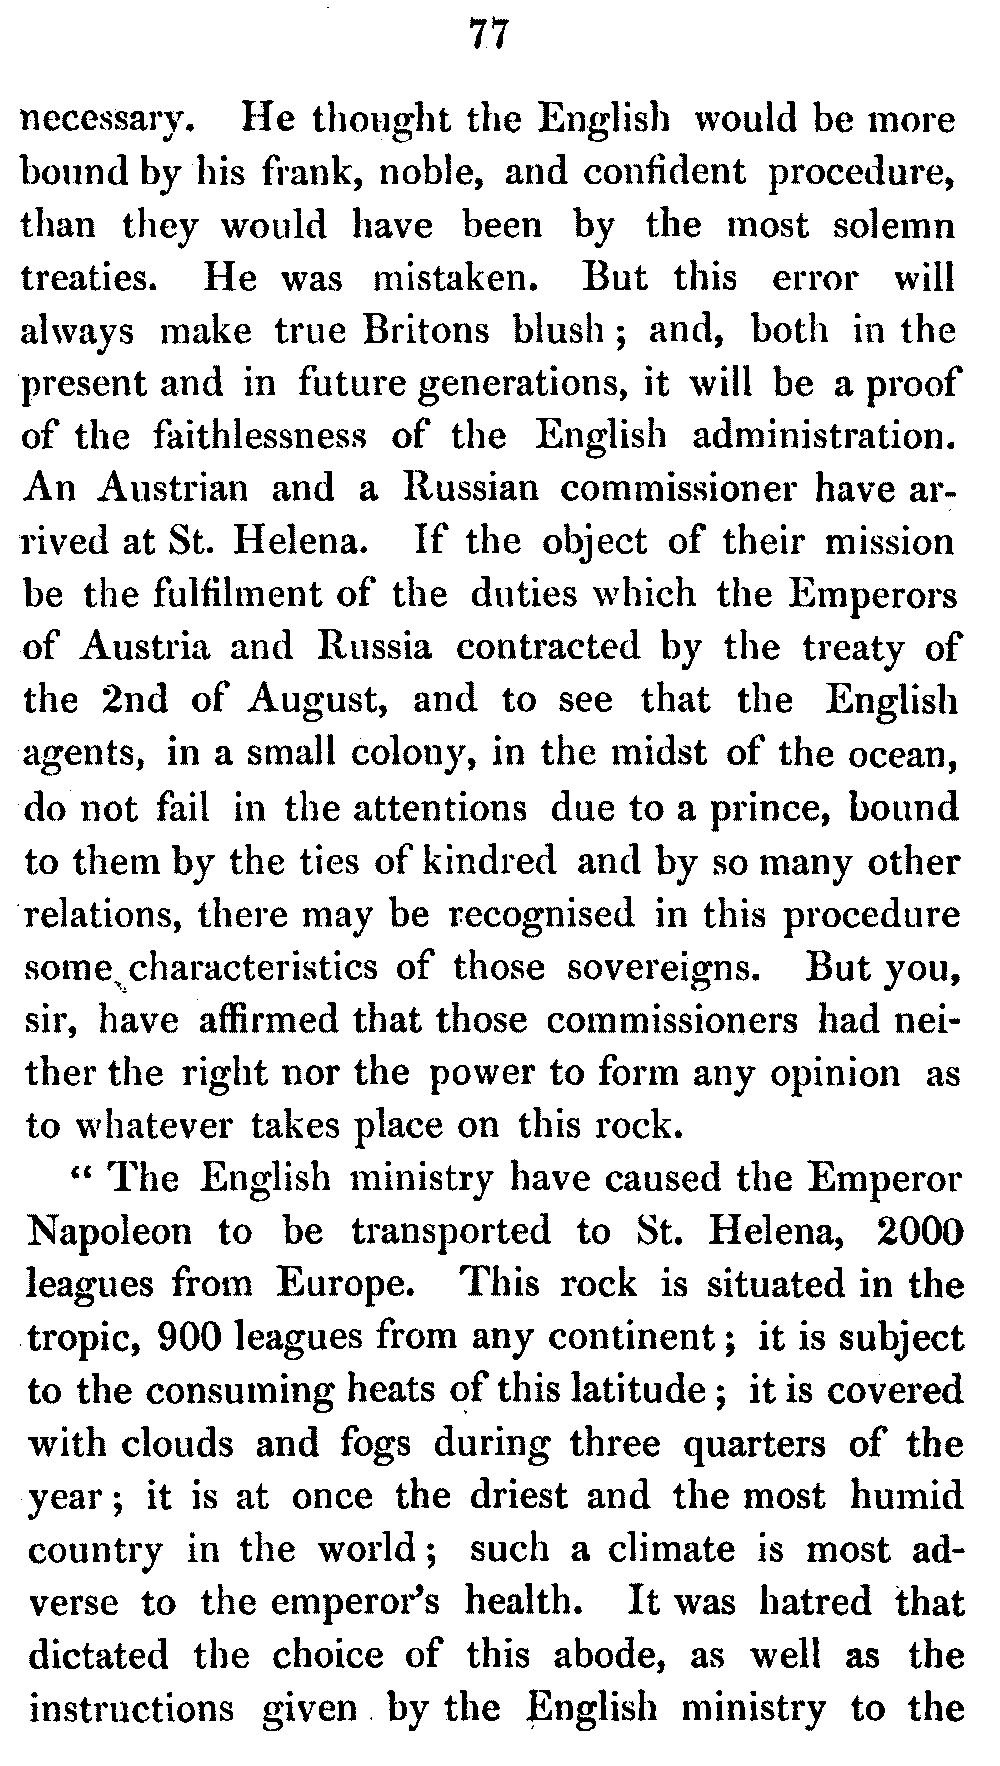 77
necessary. He thought the English would be more
bound by his frank, noble, and confident procedure,
than they would have been by the most solemn
treaties. He was mistaken. But this error will
always make true Britons blush ; and, both in the
present and in future generations, it will be a proof
of the faithlessness of the English administration.
An Austrian and a Russian commissioner have ar-
rived at St. Helena. If the object of their mission
be the fulfilment of the duties which the Emperors
of Austria and Russia contracted by the treaty of
the 2nd of August, and to see that the English
agents, in a small colony, in the midst of the ocean,
do not fail in the attentions due to a prince, bound
to them by the ties of kindred and by so many other
relations, there may be recognised in this procedure
some characteristics of those sovereigns. But you,
sir, have affirmed that those commissioners had nei-
ther the right nor the power to form any opinion as
to whatever takes place on this rock.
“ The English ministry have caused the Emperor
Napoleon to be transported to St. Helena, 2000
leagues from Europe. This rock is situated in the
tropic, 900 leagues from any continent ; it is subject
to the consuming heats of this latitude ; it is covered
with clouds and fogs during three quarters of the
year ; it is at once the driest and the most humid
country in the world ; such a climate is most ad-
verse to the emperor's health. It was hatred that
dictated the choice of this abode, as well as the
instructions given by the English ministry to the